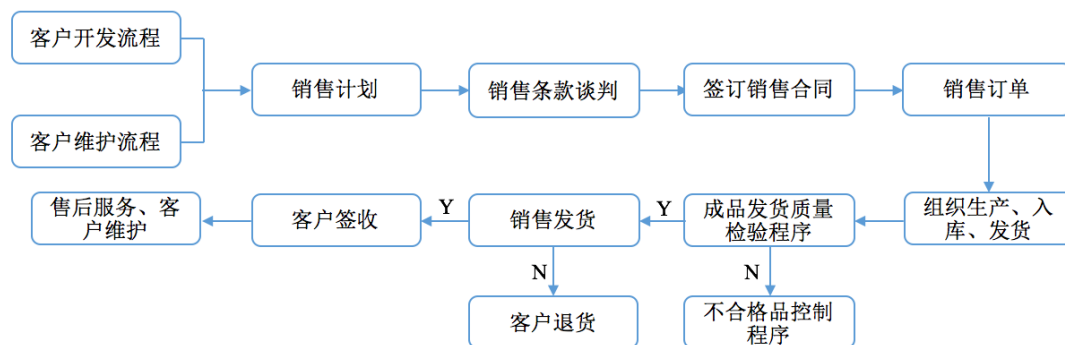 客户开发流程
销售计划
销售条款谈判
签订销售合同
销售订单
客户维护流程
售后服务、客
户维护
客户签收
Y
销售发货
Y
成品发货质量
检验程序
组织生产、入
库、发货
N
N
客户退货
不合格品控制
程序